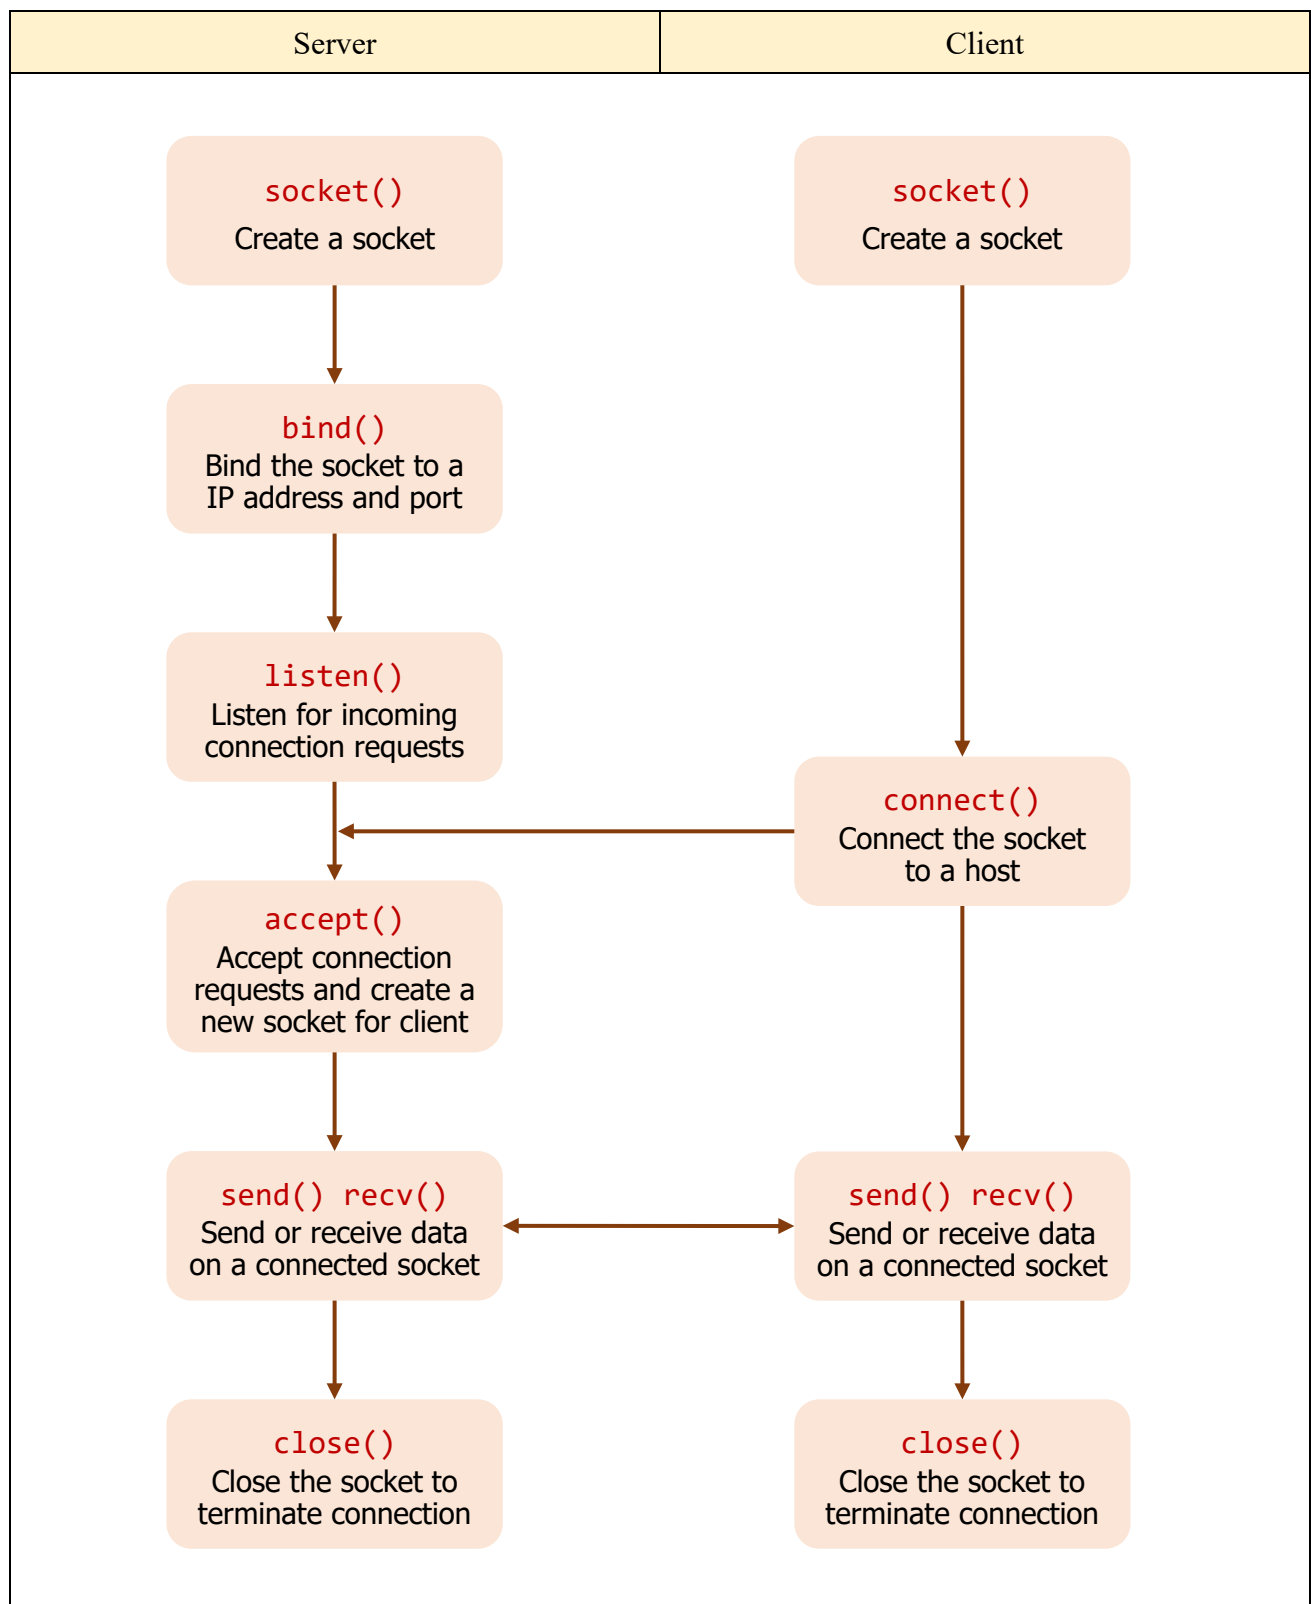 Server
Client
socket()
Create a socket
bind()
Bind the socket to a
IP address and port
listen()
Listen for incoming
connection requests
accept()
Accept connection
requests and create a
new socket for client
send() recv()
Send or receive data
on a connected socket
close()
Close the socket to
terminate connection
socket()
Create a socket
connect()
Connect the socket
to a host
send() recv()
Send or receive data
on a connected socket
close()
Close the socket to
terminate connection